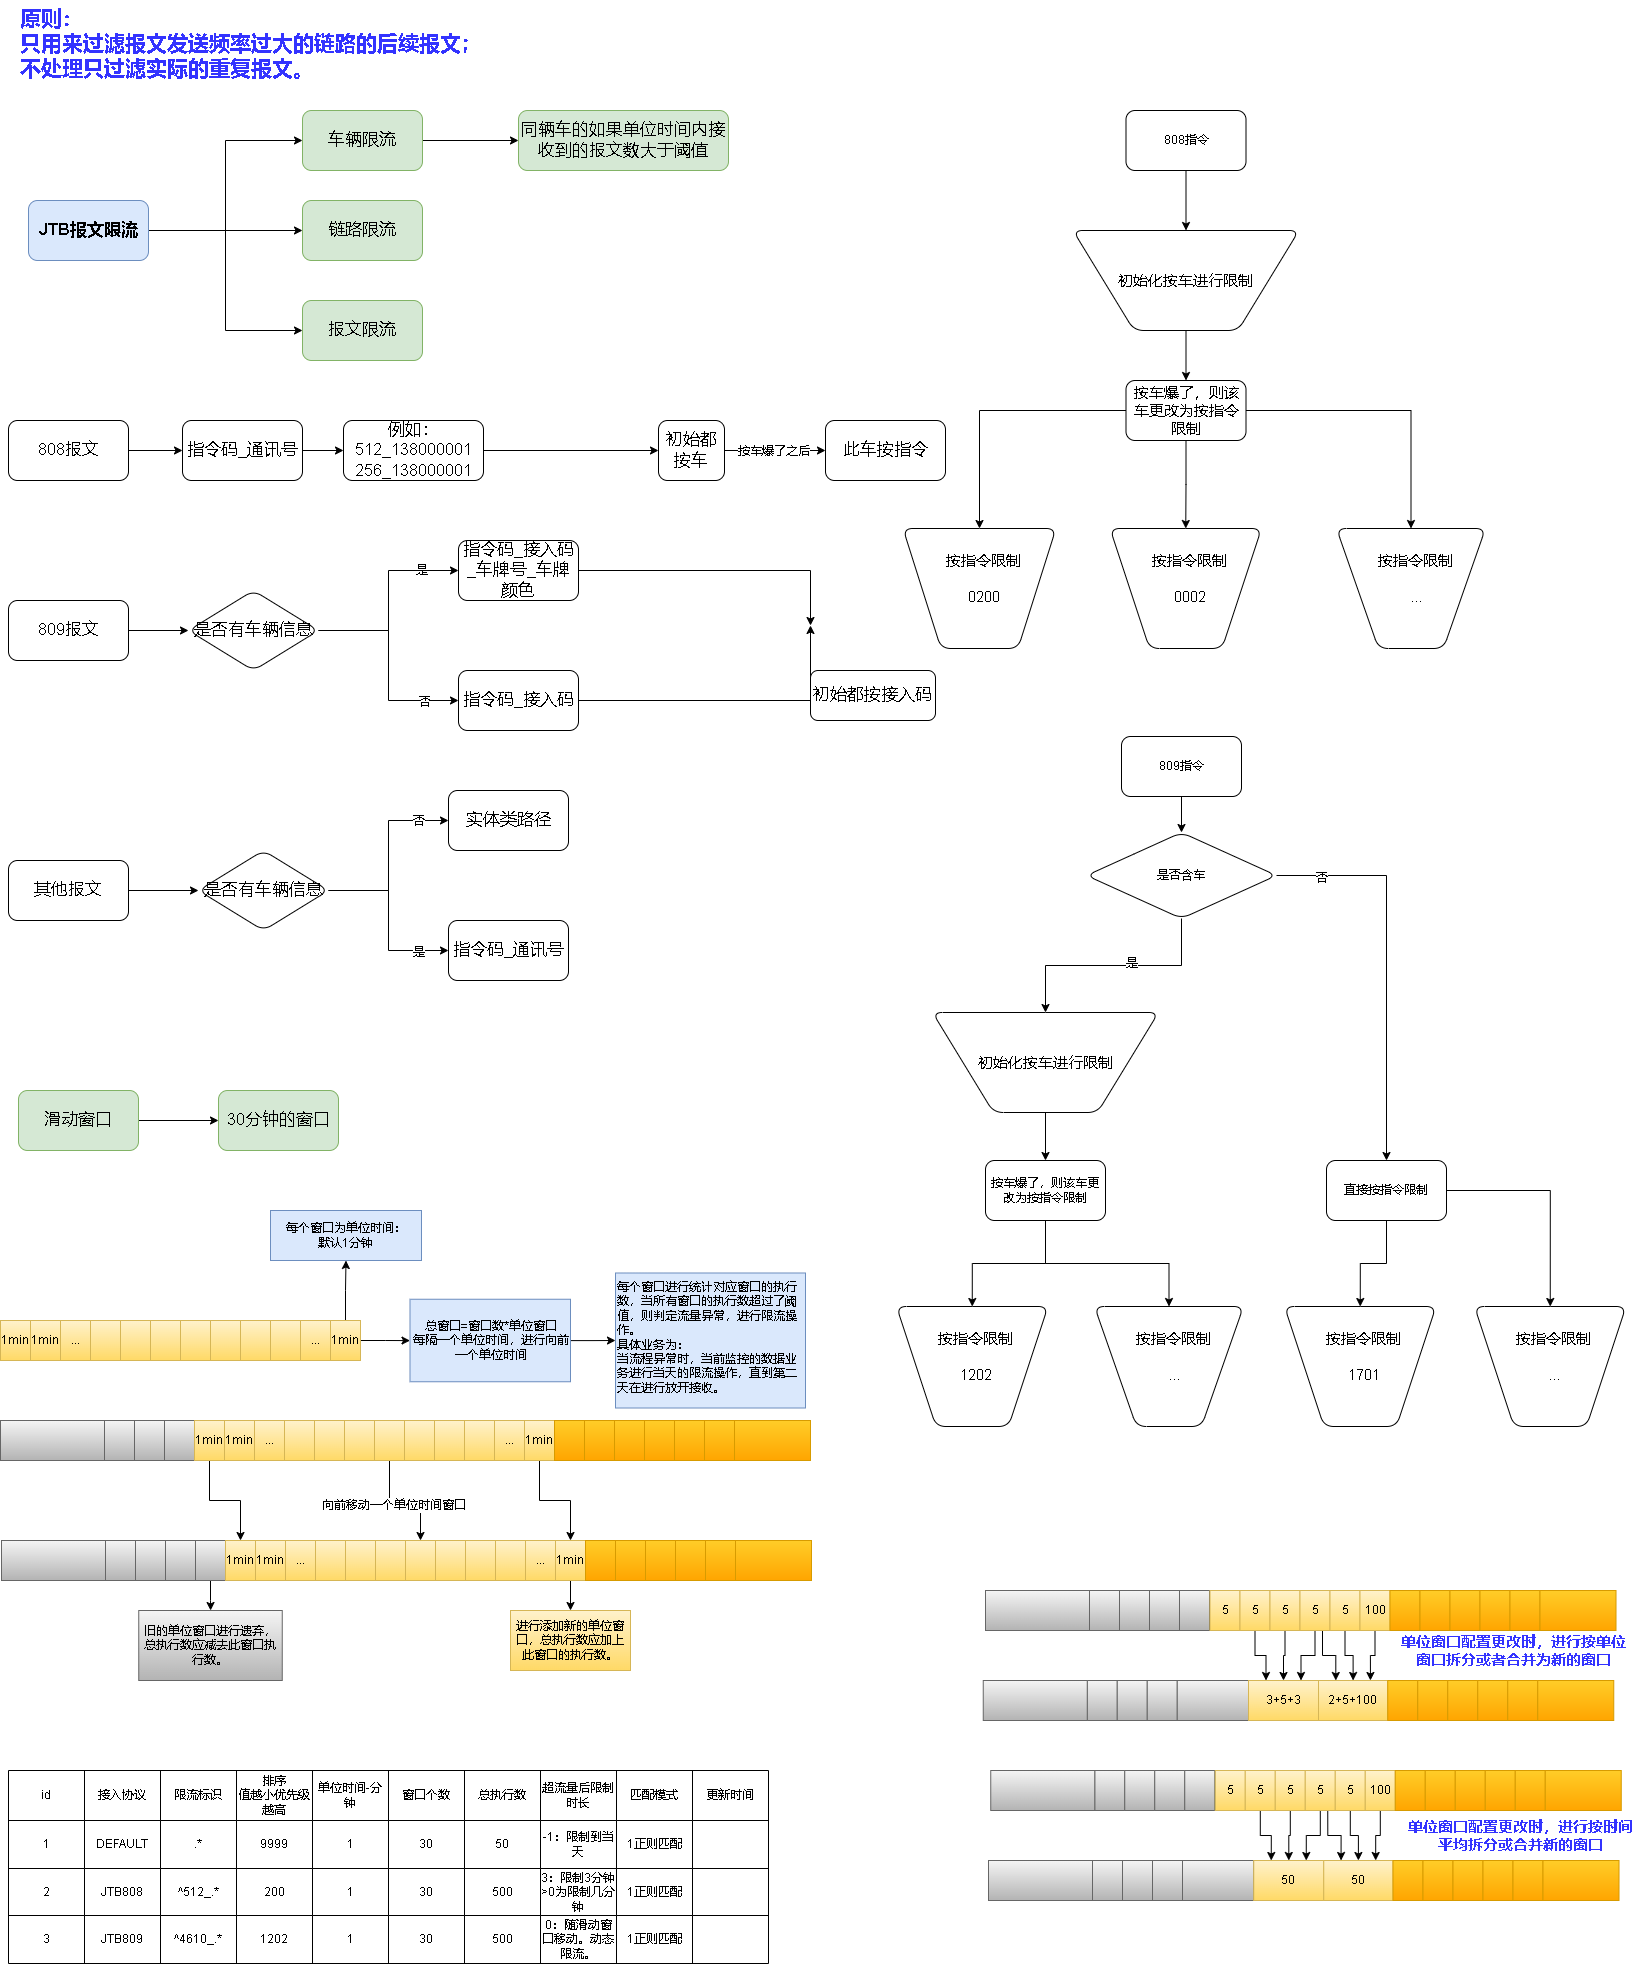 原则：
只用来过滤报文发送频率过大的链路的后续报文；
不处理只过滤实际的重复报文。
JTB报文限流
车辆限流
同辆车的如果单位时间内接
收到的报文数大于阈值
链路限流
报文限流
808报文
指令码_通讯号
例如：
512_138000001
256_138000001
初始都
按车
按车爆了之后
此车按指令
809报文
是否有车辆信息
是
指令码_接入码
_车牌号_车牌
颜色
否
指令码_接入码
初始都按接入码
其他报文
是否有车辆信息
否
实体类路径
是
指令码_通讯号
808指令
初始化按车进行限制
按车爆了，则该
车更改为按指令
限制
按指令限制
0200
按指令限制
0002
按指令限制
...
809指令
是否含车
否
是
初始化按车进行限制
按车爆了，则该车更
改为按指令限制
直接按指令限制
按指令限制
1202
按指令限制
...
按指令限制
1701
按指令限制
...
滑动窗口
30分钟的窗口
每个窗口为单位时间：
默认1分钟
1min 1min ... ... 1min
总窗口=窗口数*单位窗口
每隔一个单位时间，进行向前
一个单位时间
每个窗口进行统计对应窗口的执行
数，当所有窗口的执行数超过了阈
值，则判定流量异常，进行限流操
作。
具体业务为：
当流程异常时，当前监控的数据业
务进行当天的限流操作，直到第二
天在进行放开接收。
1min 1min ... ... 1min
向前移动一个单位时间窗口
1min 1min ... ... 1min
旧的单位窗口进行遗弃，
总执行数应减去此窗口执
行数。
进行添加新的单位窗
口，总执行数应加上
此窗口的执行数。
5 5 5 5 5 100
单位窗口配置更改时，进行按单位
窗口拆分或者合并为新的窗口
3+5+3 2+5+100
5 5 5 5 5 100
单位窗口配置更改时，进行按时间
平均拆分或合并新的窗口
50 50
id 接入协议 限流标识 排序
值越小优先级
越高 单位时间-分
钟 窗口个数 总执行数 超流量后限制
时长 匹配模式 更新时间
1 DEFAULT .* 9999 1 30 50 -1：限制到当
天 1正则匹配
2 JTB808 ^512_.* 200 1 30 500 3：限制3分钟
>0为限制几分
钟 1正则匹配
3 JTB809 ^4610_.* 1202 1 30 500 0：随滑动窗
口移动。动态
限流。 1正则匹配